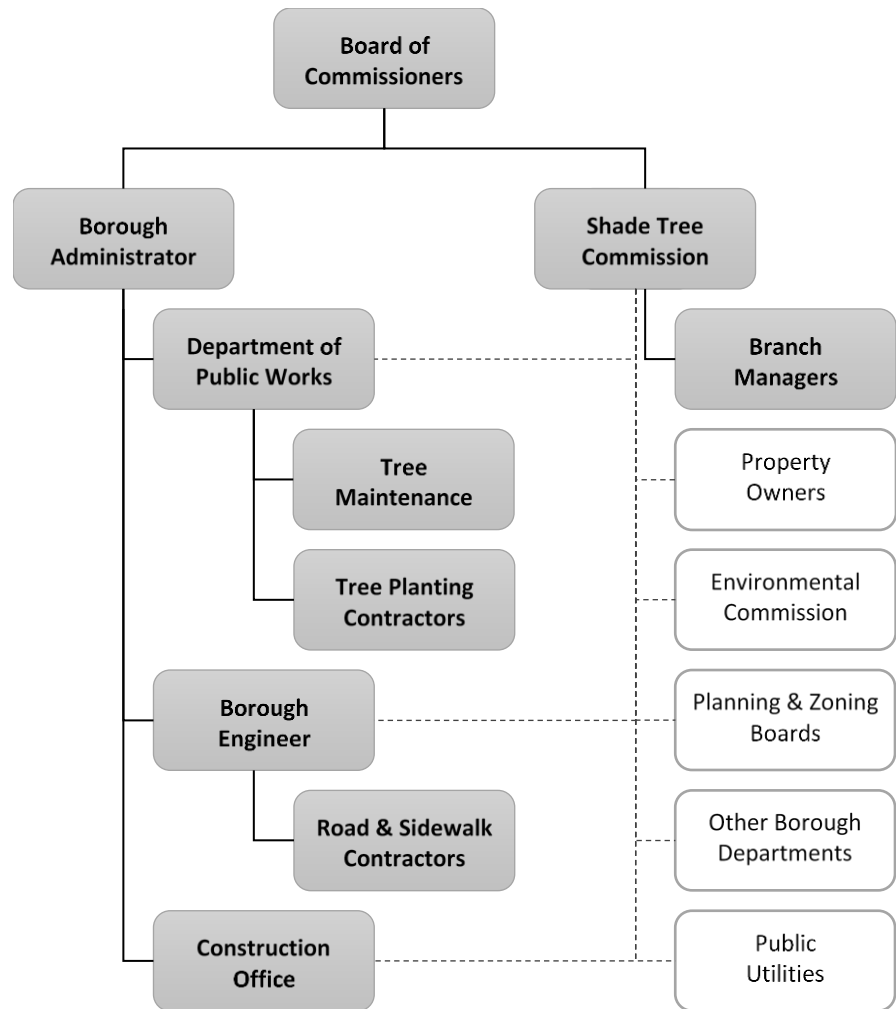 Board of
Commissioners
Borough
Administrator
Shade Tree
Commission
Department of
Public Works
Branch
Managers
Tree
Maintenance
Property
Owners
Tree Planting
Contractors
Environmental
Commission
Borough
Engineer
Planning & Zoning
Boards
Road & Sidewalk
Contractors
Other Borough
Departments
Construction
Office
Public
Utilities